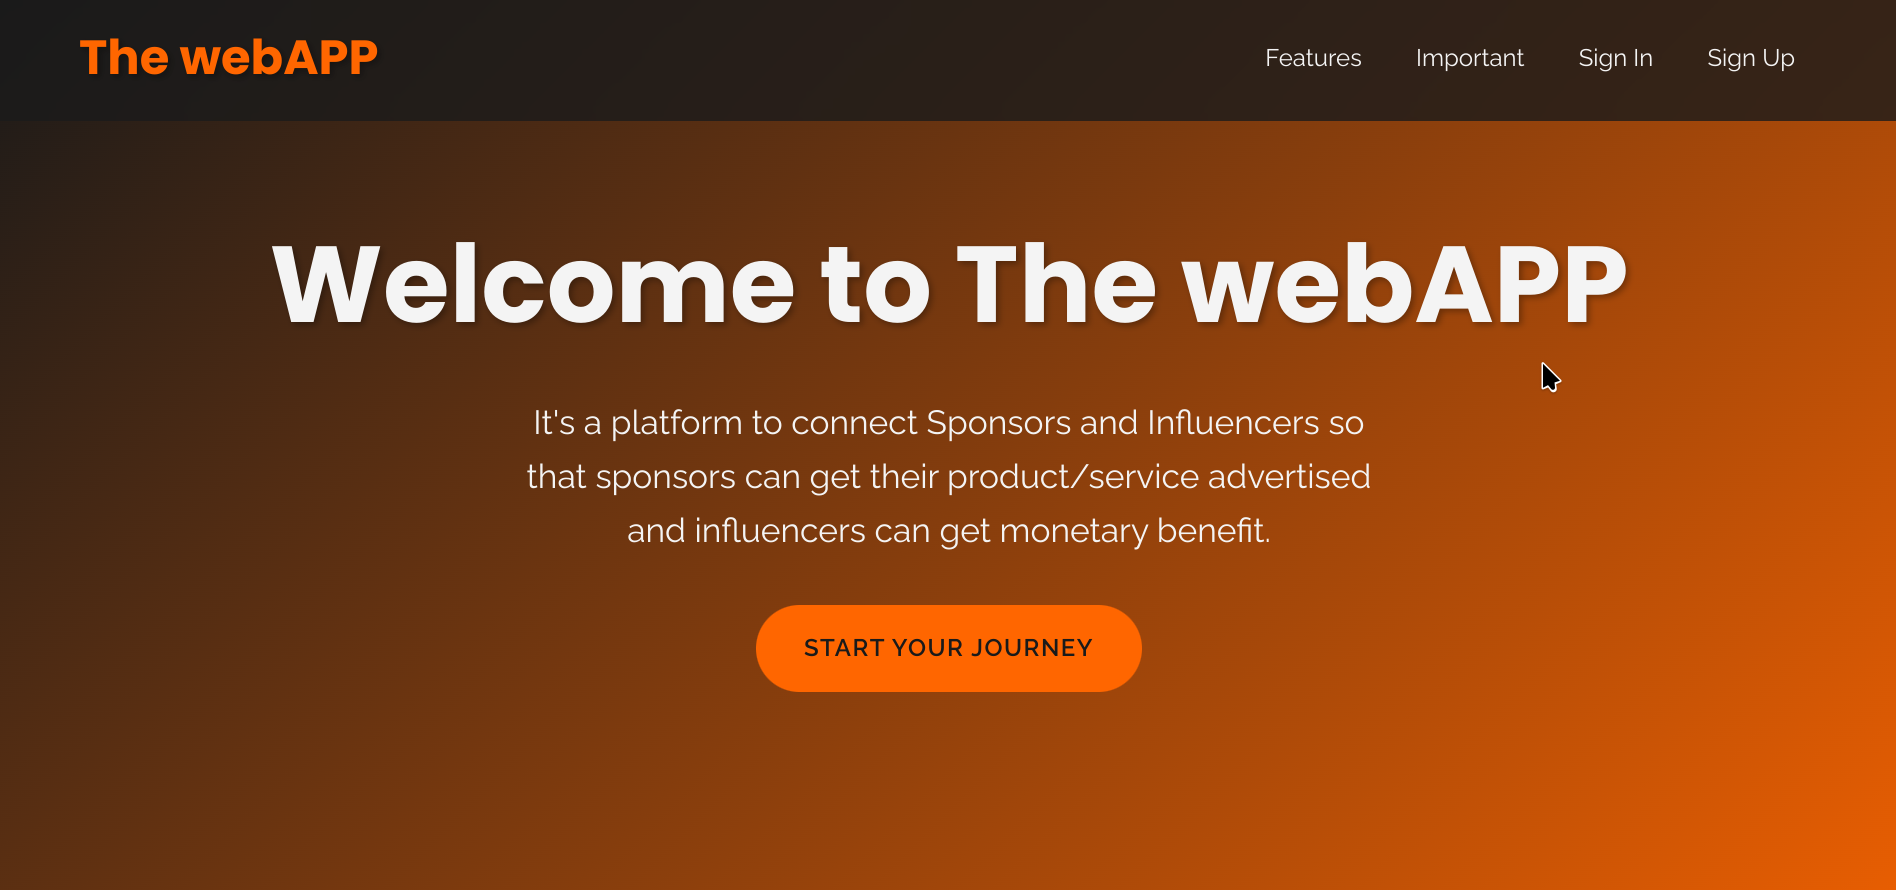 The webAPP
Features Important Sign In Sign Up
Welcome to The webAPP
It's a platform to connect Sponsors and Influencers so
that sponsors can get their product/service advertised
and influencers can get monetary benefit.
START YOUR JOURNEY